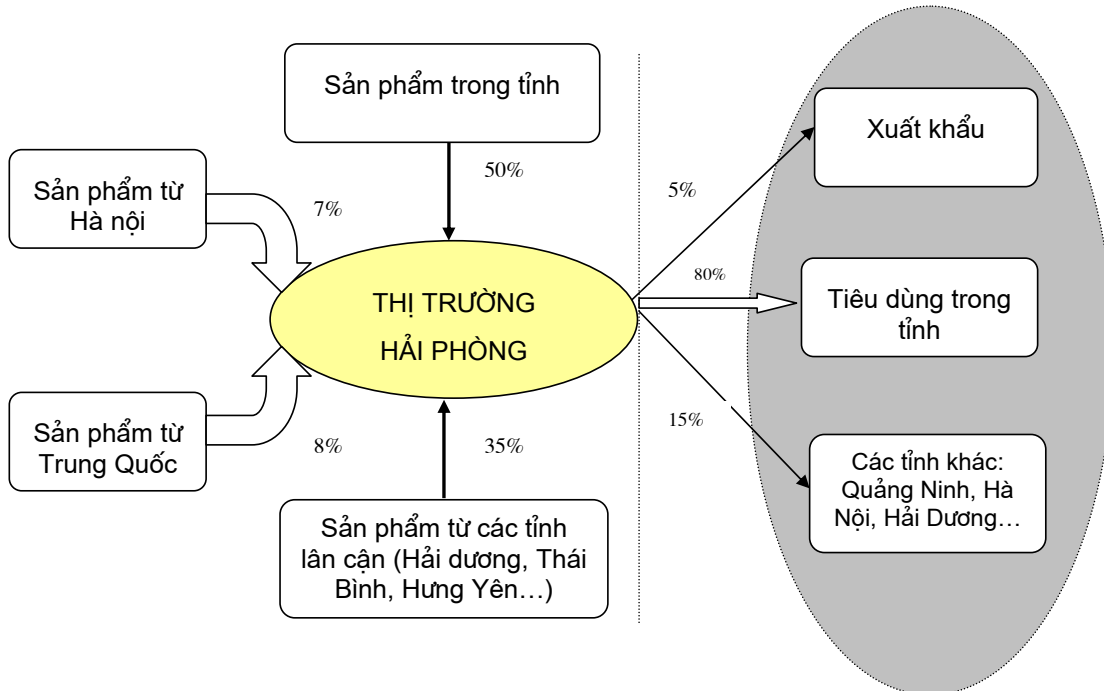 Sản phẩm trong tỉnh
Xuất khẩu
Sản phẩm từ
Hà nội
50%
5%
7%
80%
THỊ TRƯỜNG
HẢI PHÒNG
Tiêu dùng trong
tỉnh
Sản phẩm từ
Trung Quốc
8%
35%
15%
Các tỉnh khác:
Quảng Ninh, Hà
Nội, Hải Dương…
Sản phẩm từ các tỉnh
lân cận (Hải dương, Thái
Bình, Hưng Yên…)